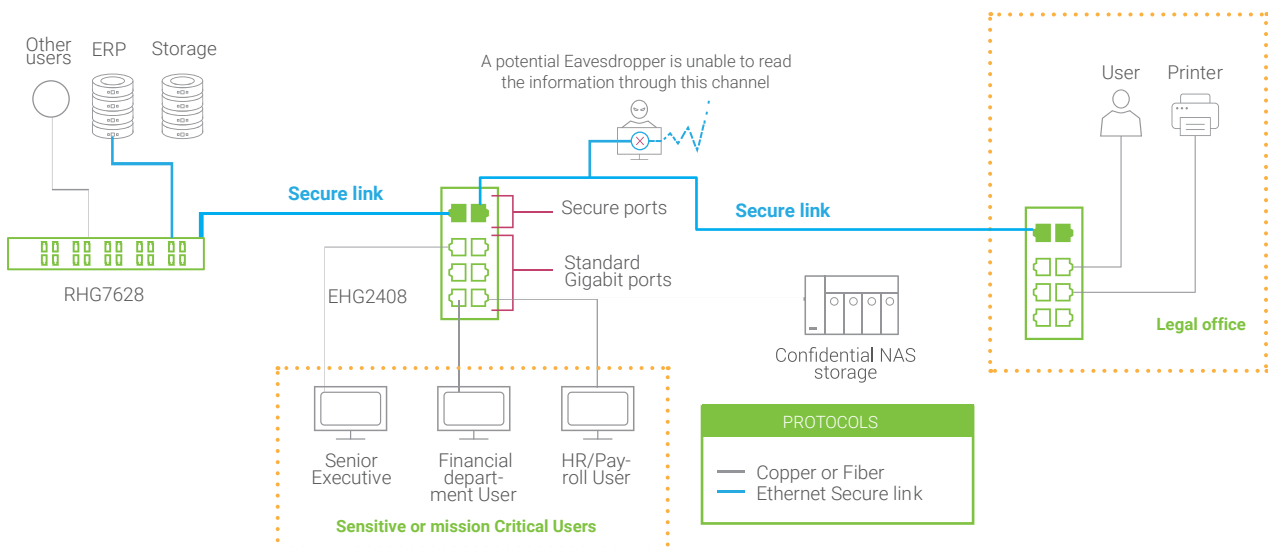 Other
users
ERP
Storage
A potential Eavesdropper is unable to read
the information through this channel
User
Printer
Secure link
Secure ports
Secure link
Standard
Gigabit ports
RHG7628
EHG2408
Legal office
Confidential NAS
storage
PROTOCOLS
Copper or Fiber
Ethernet Secure link
Senior
Executive
Financial
depart-
ment User
HR/Pay-
roll User
Sensitive or mission Critical Users